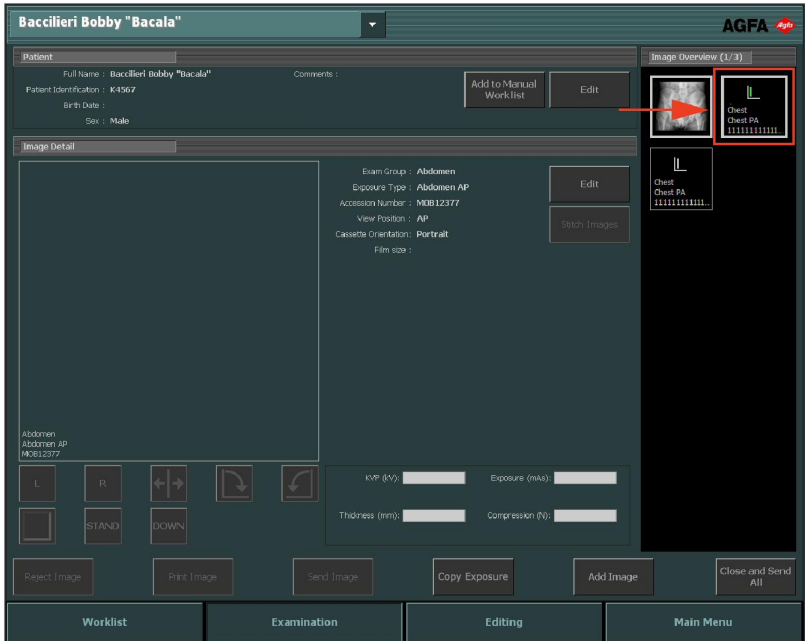 Baccilieri Bobby "Bacala"
AGFA Agfa
Patient
Full Name : Baccilieri Bobby "Bacala"
Comments :
Patient Identification : K4567
Birth Date :
Sex : Male
Add to Manual
Worklist
Edit
Image Overview (1/3)
Chest
Chest PA
111111111111..
Chest
Chest PA
111111111111..
Image Detail
Exam Group : Abdomen
Exposure Type : Abdomen AP
Accession Number : MOB12377
View Position : AP
Cassette Orientation: Portrait
Film size :
Edit
Stitch Images
Abdomen
Abdomen AP
MOB12377
L
R
STAND
DOWN
KVP (kV):
Exposure (mAs):
Thickness (mm):
Compression (N):
Reject Image
Print Image
Send Image
Copy Exposure
Add Image
Close and Send
All
Worklist
Examination
Editing
Main Menu